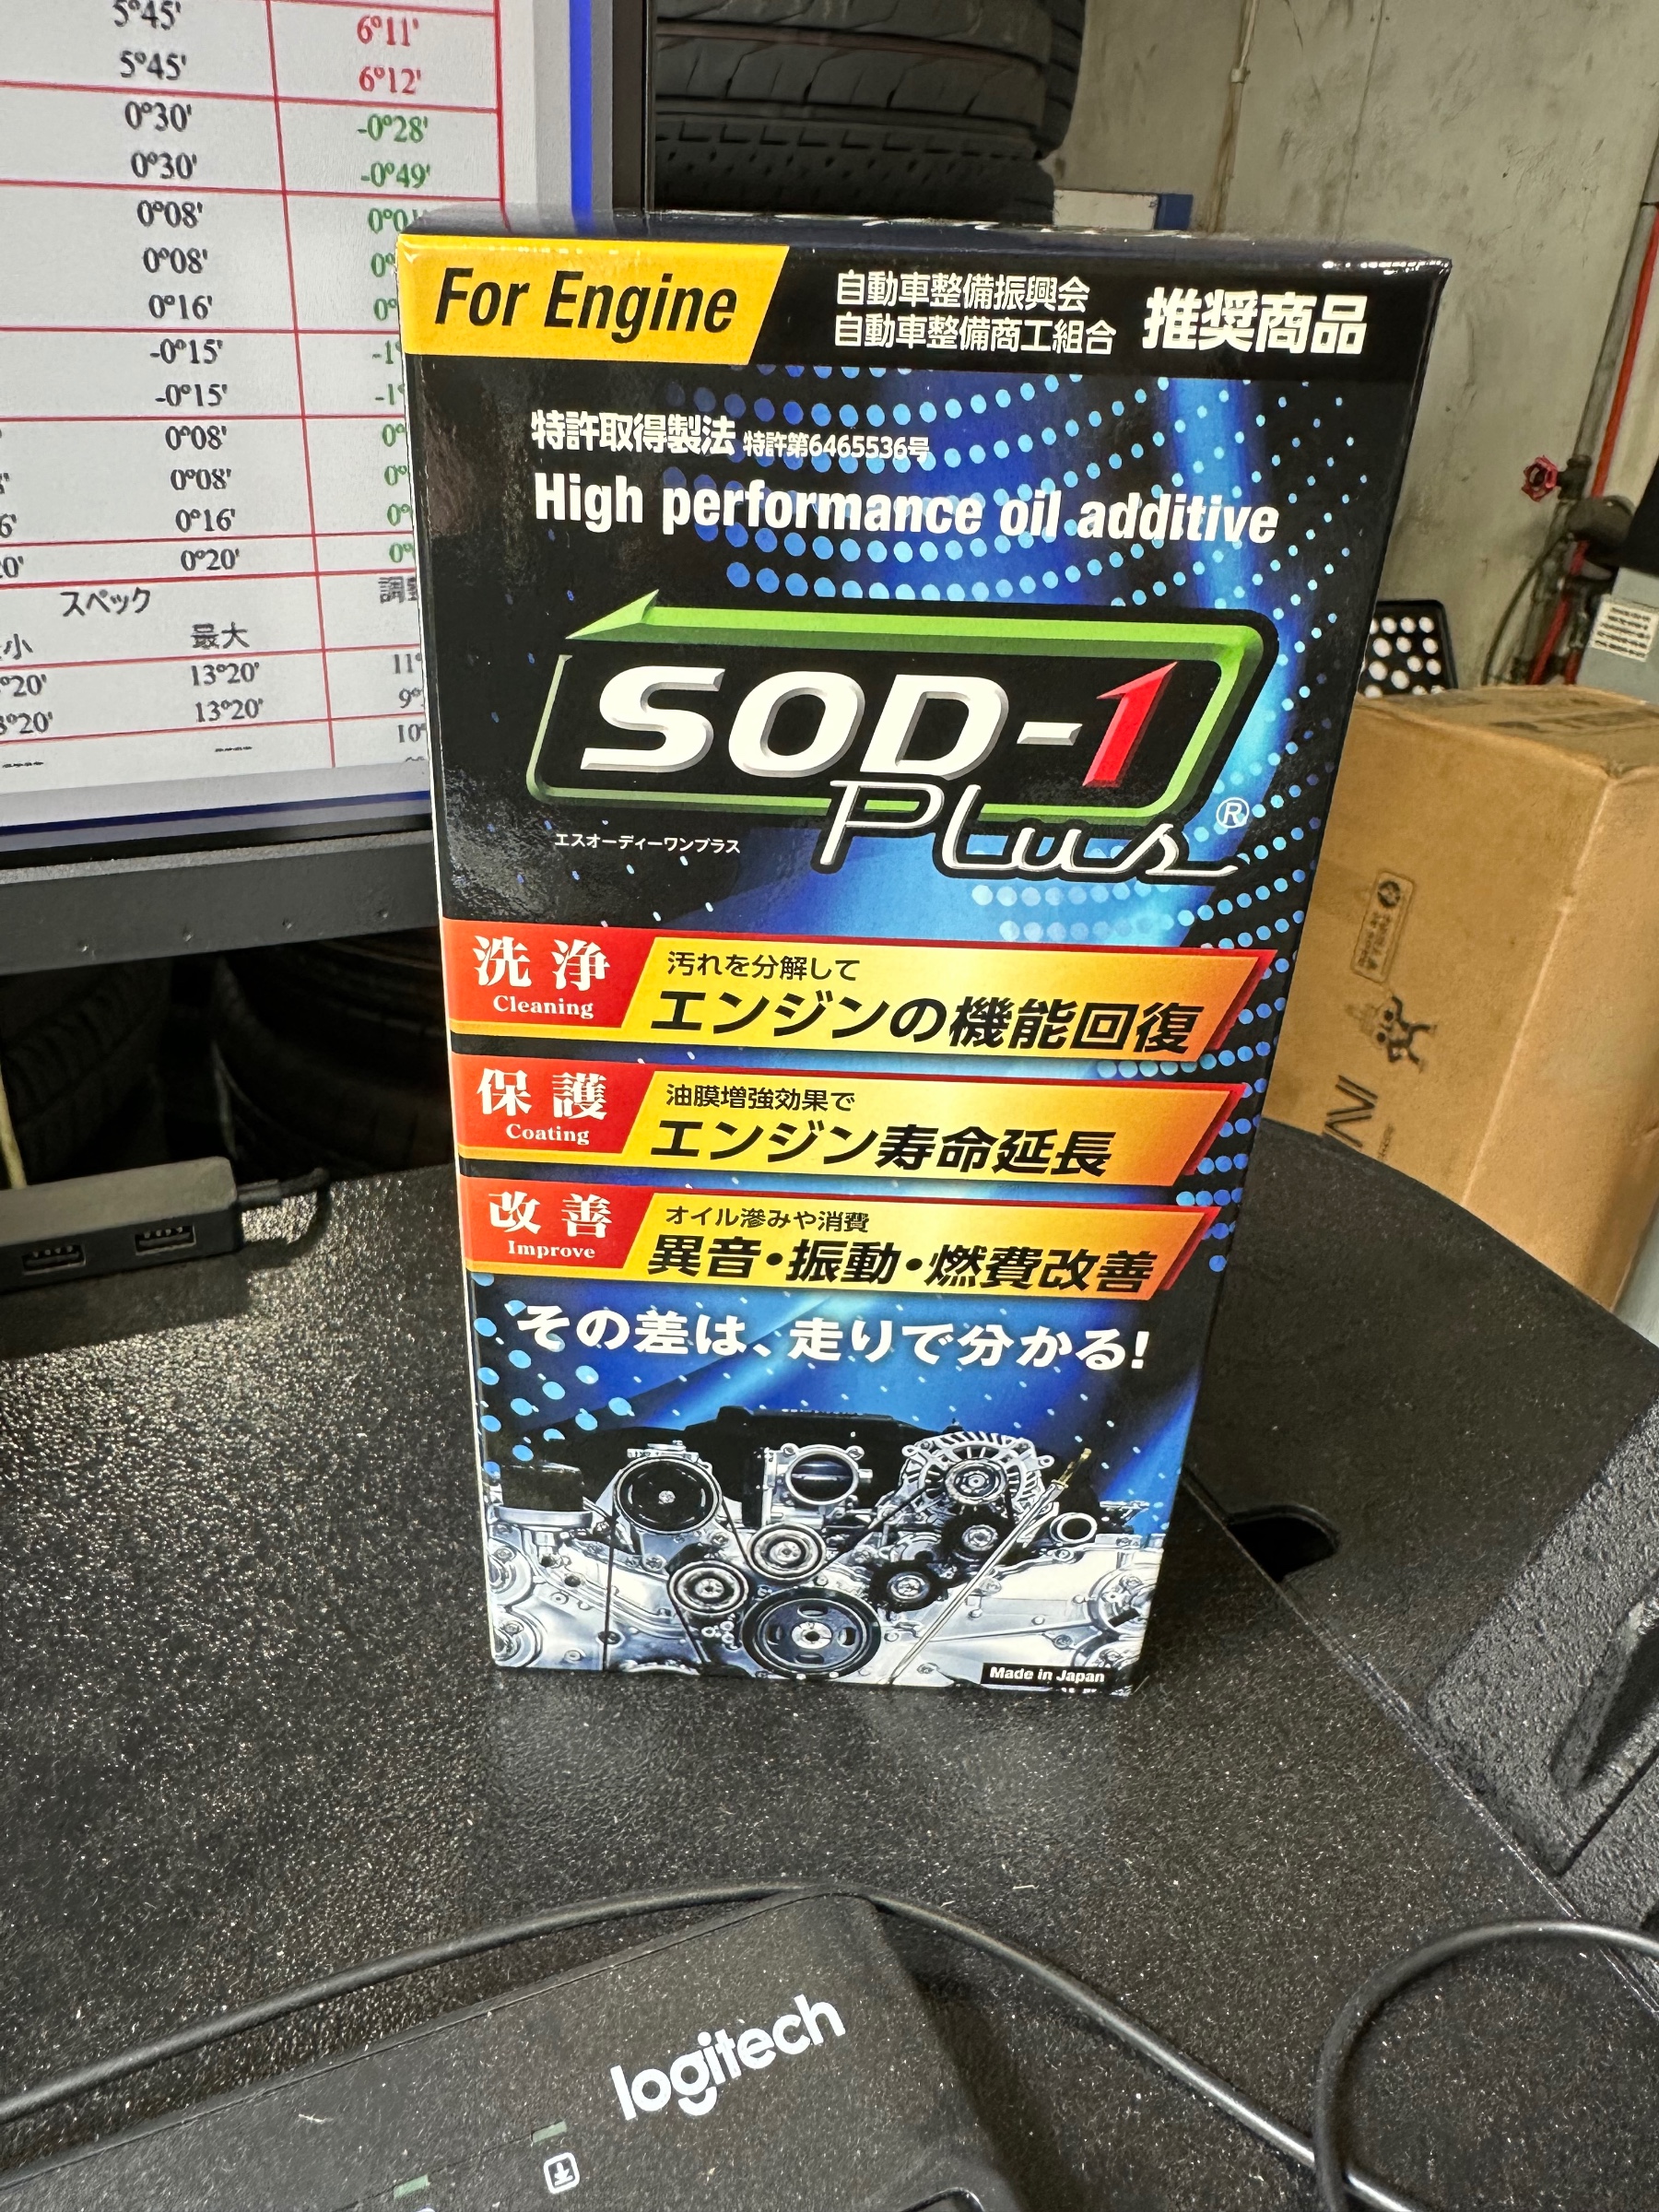 5°45' 6°11'
5°45' 6°12'
0°30' -0°28'
0°30' -0°49'
0°08'
0°08'
0°16'
-0°15'
-0°15'
0°08'
0°08'
0°16'
0°20'
スペック
最大
13°20'
13°20'
----
For Engine
自動車整備振興会
自動車整備商工組合
推奨商品
特許取得製法 特許第6465536号
High performance oil additive
SOD-1
Plus®
エスオーディーワンプラス
洗浄
Cleaning
汚れを分解して
エンジンの機能回復
保護
Coating
油膜増強効果で
エンジン寿命延長
改善
Improve
オイル滲みや消費
異音・振動・燃費改善
その差は、走りで分かる!
Made in Japan
logitech